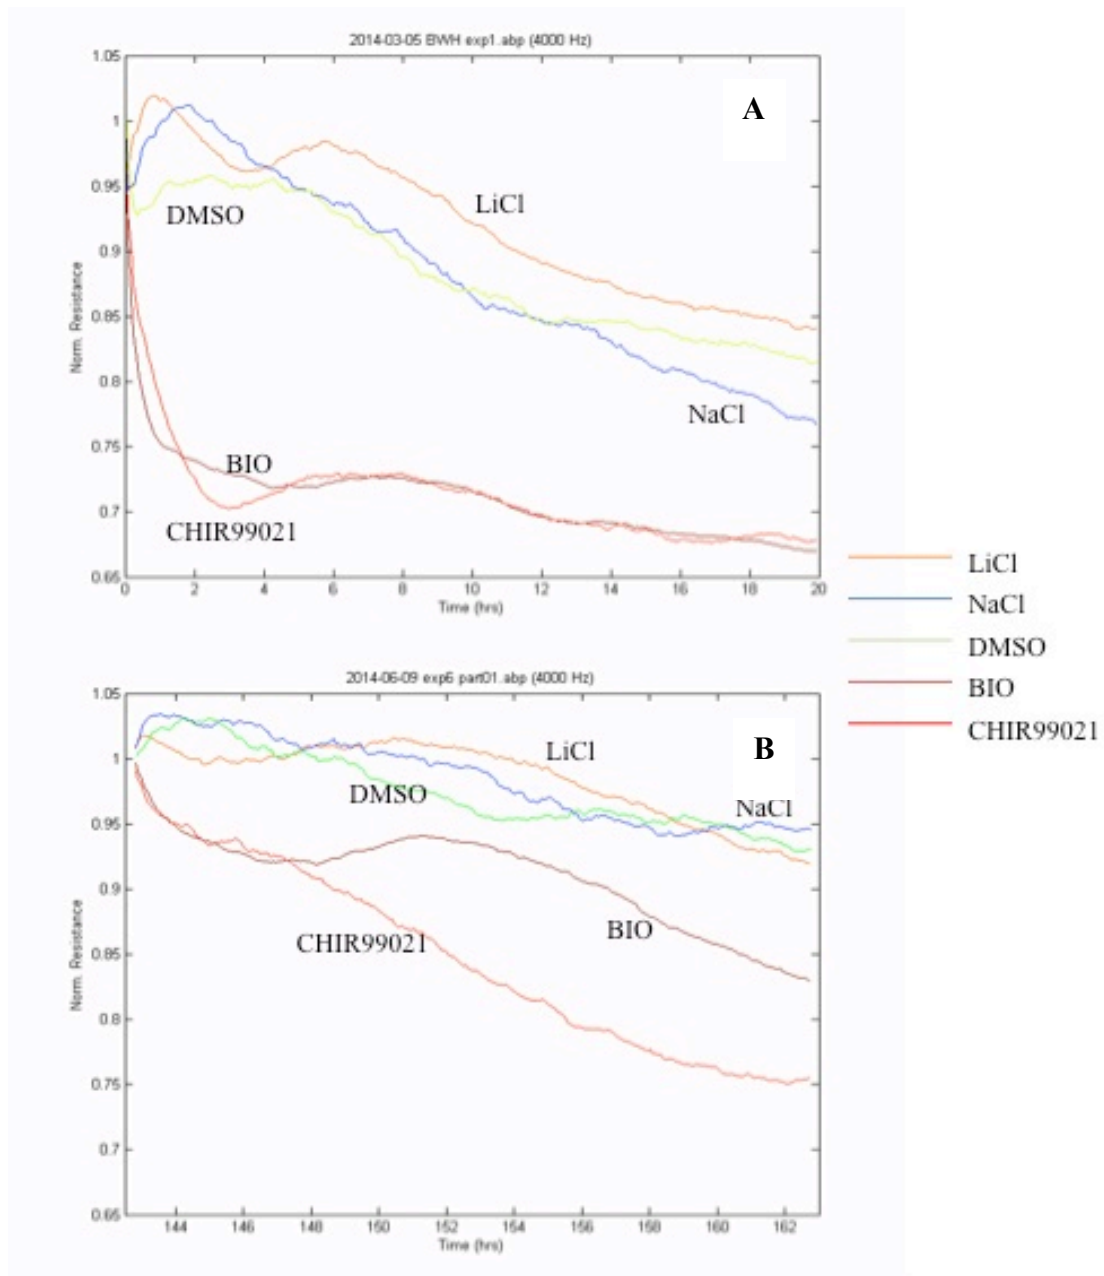 2014-03-05 BWH exp1.abp (4000 Hz)
1.05
A
1
0.95
LiCl
DMSO
0.9
Norm. Resistance
0.85
0.8
NaCl
0.75
BIO
0.7
CHIR99021
0.65
0 2 4 6 8 10 12 14 16 18 20
Time (hrs)
LiCl
NaCl
DMSO
BIO
CHIR99021
2014-06-09 exp6 part01.abp (4000 Hz)
1.05
B
1
LiCl
DMSO
NaCl
0.95
0.9
BIO
CHIR99021
Norm. Resistance
0.85
0.8
0.75
0.7
0.65
144 146 148 150 152 154 156 158 160 162
Time (hrs)